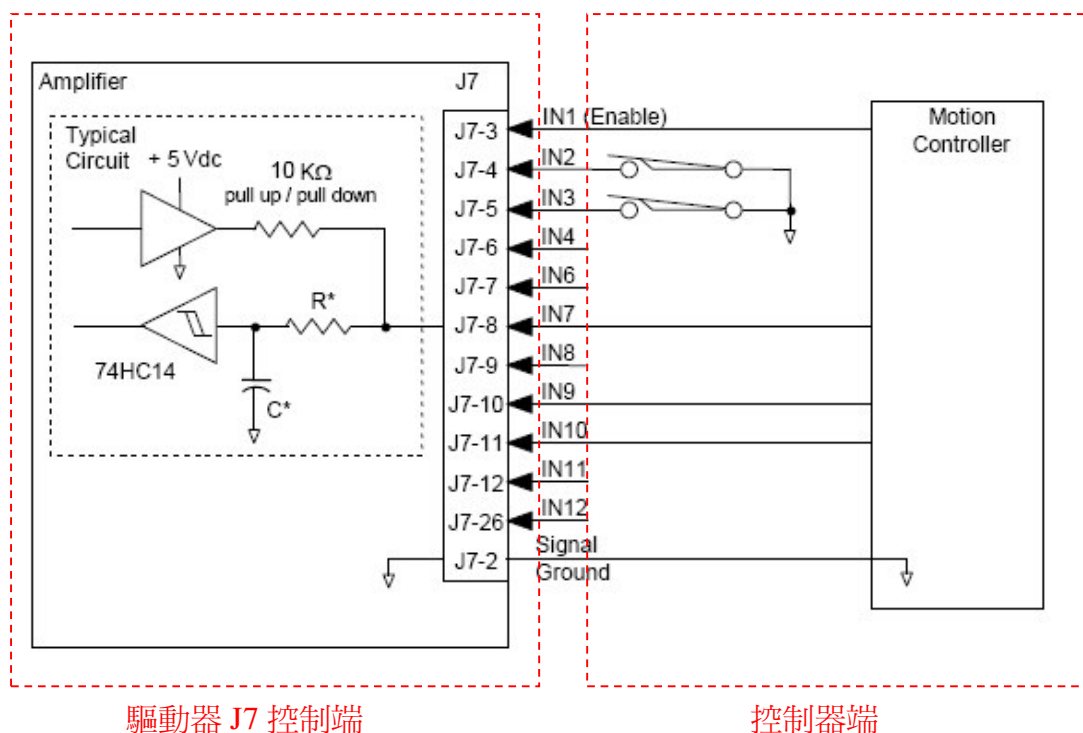 Amplifier
J7
Typical
Circuit
+ 5 Vdc
10 KΩ
pull up / pull down
R*
74HC14
C*
J7-3
J7-4
J7-5
J7-6
J7-7
J7-8
J7-9
J7-10
J7-11
J7-12
J7-26
J7-2
IN1 (Enable)
IN2
IN3
IN4
IN6
IN7
IN8
IN9
IN10
IN11
IN12
Signal
Ground
Motion
Controller
驅動器 J7 控制端
控制器端